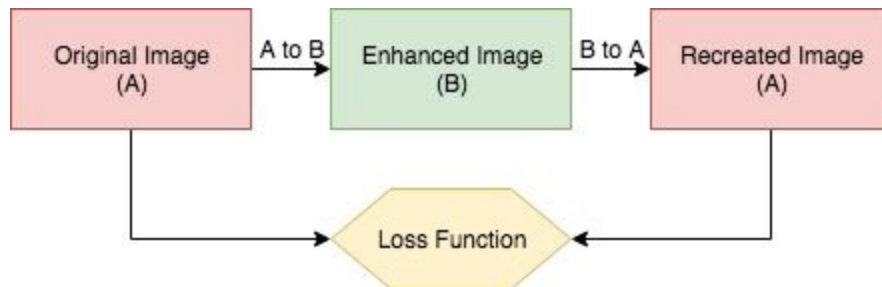 Original Image
(A)
A to B
Enhanced Image
(B)
B to A
Recreated Image
(A)
Loss Function